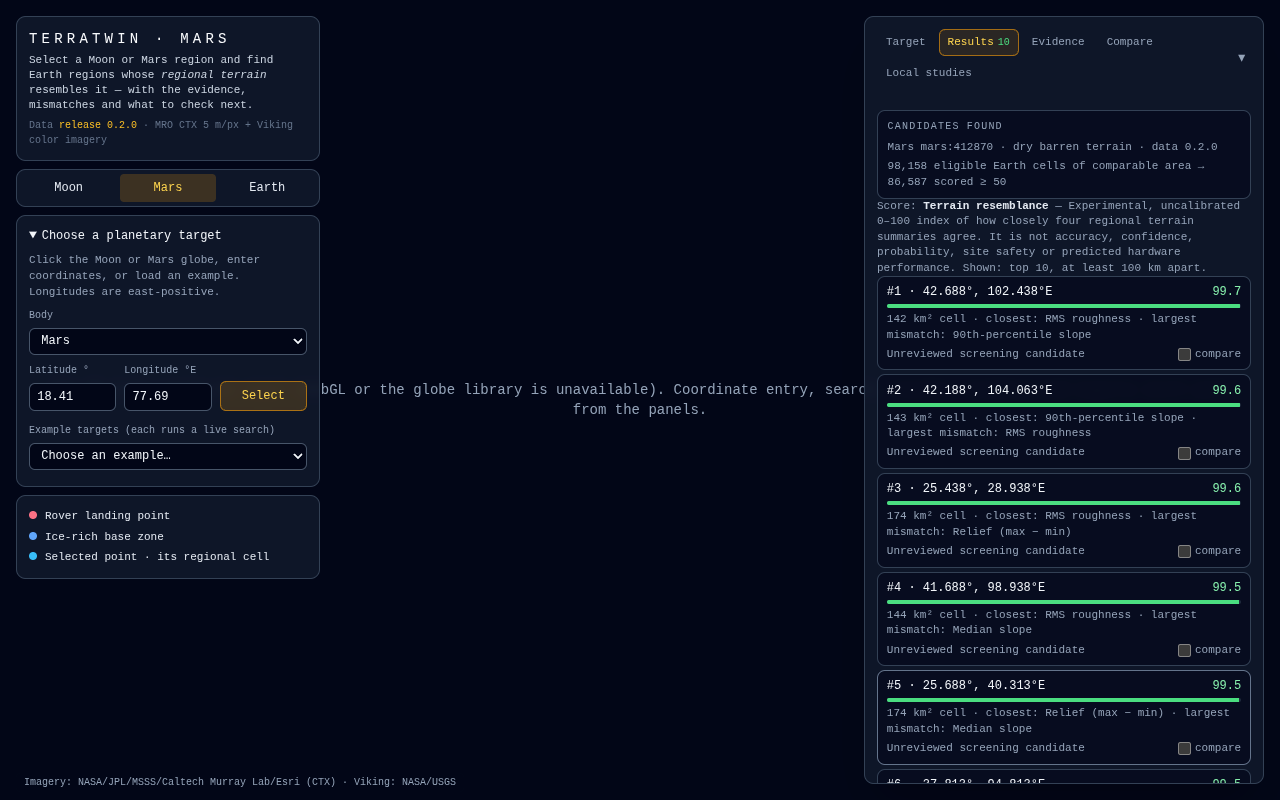 TERRATWIN · MARS
Select a Moon or Mars region and find
Earth regions whose regional terrain
resembles it — with the evidence,
mismatches and what to check next.
Data release 0.2.0 · MRO CTX 5 m/px + Viking
color imagery
Moon
Mars
Earth
▼ Choose a planetary target
Click the Moon or Mars globe, enter
coordinates, or load an example.
Longitudes are east-positive.
Body
Mars
Latitude °
Longitude °E
18.41
77.69
Select
Example targets (each runs a live search)
Choose an example…
Rover landing point
Ice-rich base zone
Selected point · its regional cell
bGL or the globe library is unavailable). Coordinate entry, searc
from the panels.
Imagery: NASA/JPL/MSSS/Caltech Murray Lab/Esri (CTX) · Viking: NASA/USGS
Target
Results 10
Evidence
Compare
Local studies
▼
CANDIDATES FOUND
Mars mars:412870 · dry barren terrain · data 0.2.0
98,158 eligible Earth cells of comparable area →
86,587 scored ≥ 50
Score: Terrain resemblance — Experimental, uncalibrated
0–100 index of how closely four regional terrain
summaries agree. It is not accuracy, confidence,
probability, site safety or predicted hardware
performance. Shown: top 10, at least 100 km apart.
#1 · 42.688°, 102.438°E 99.7
142 km² cell · closest: RMS roughness · largest
mismatch: 90th-percentile slope
Unreviewed screening candidate compare
#2 · 42.188°, 104.063°E 99.6
143 km² cell · closest: 90th-percentile slope ·
largest mismatch: RMS roughness
Unreviewed screening candidate compare
#3 · 25.438°, 28.938°E 99.6
174 km² cell · closest: RMS roughness · largest
mismatch: Relief (max − min)
Unreviewed screening candidate compare
#4 · 41.688°, 98.938°E 99.5
144 km² cell · closest: RMS roughness · largest
mismatch: Median slope
Unreviewed screening candidate compare
#5 · 25.688°, 40.313°E 99.5
174 km² cell · closest: Relief (max − min) · largest
mismatch: Median slope
Unreviewed screening candidate compare
#6 · 37.813°, 94.813°E 99.5